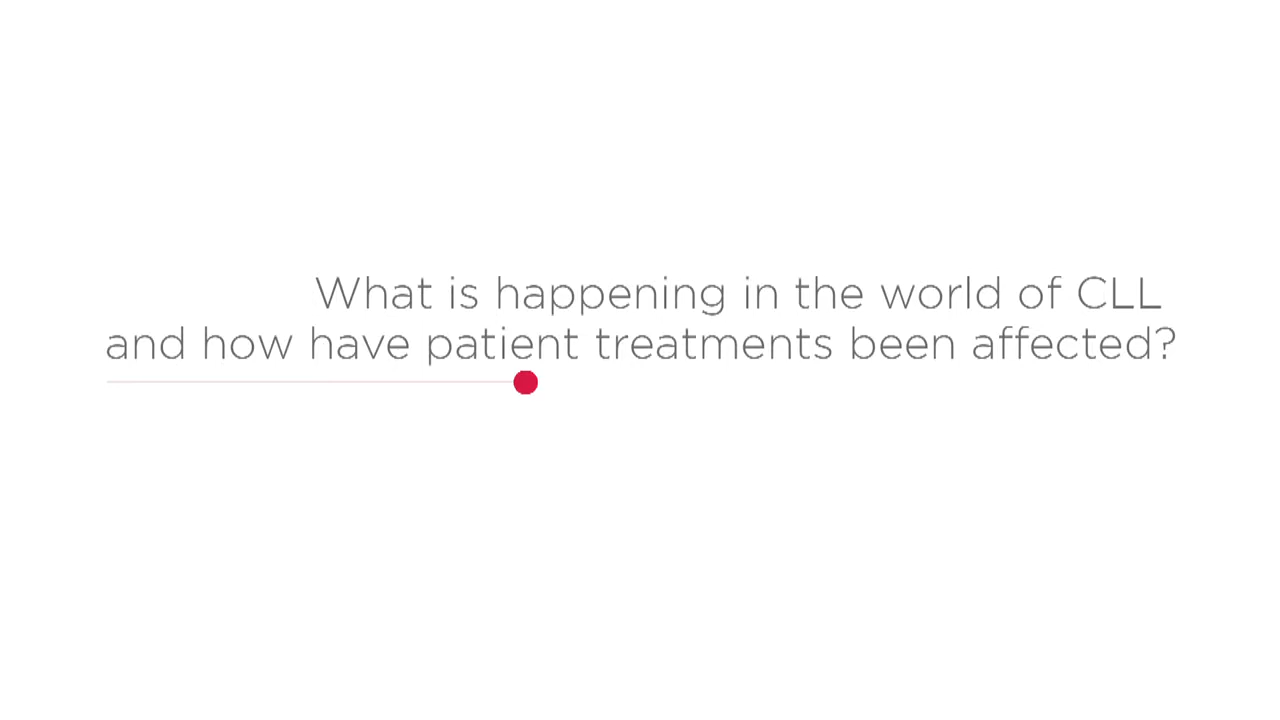 What is happening in the world of CLL
and how have patient treatments been affected?